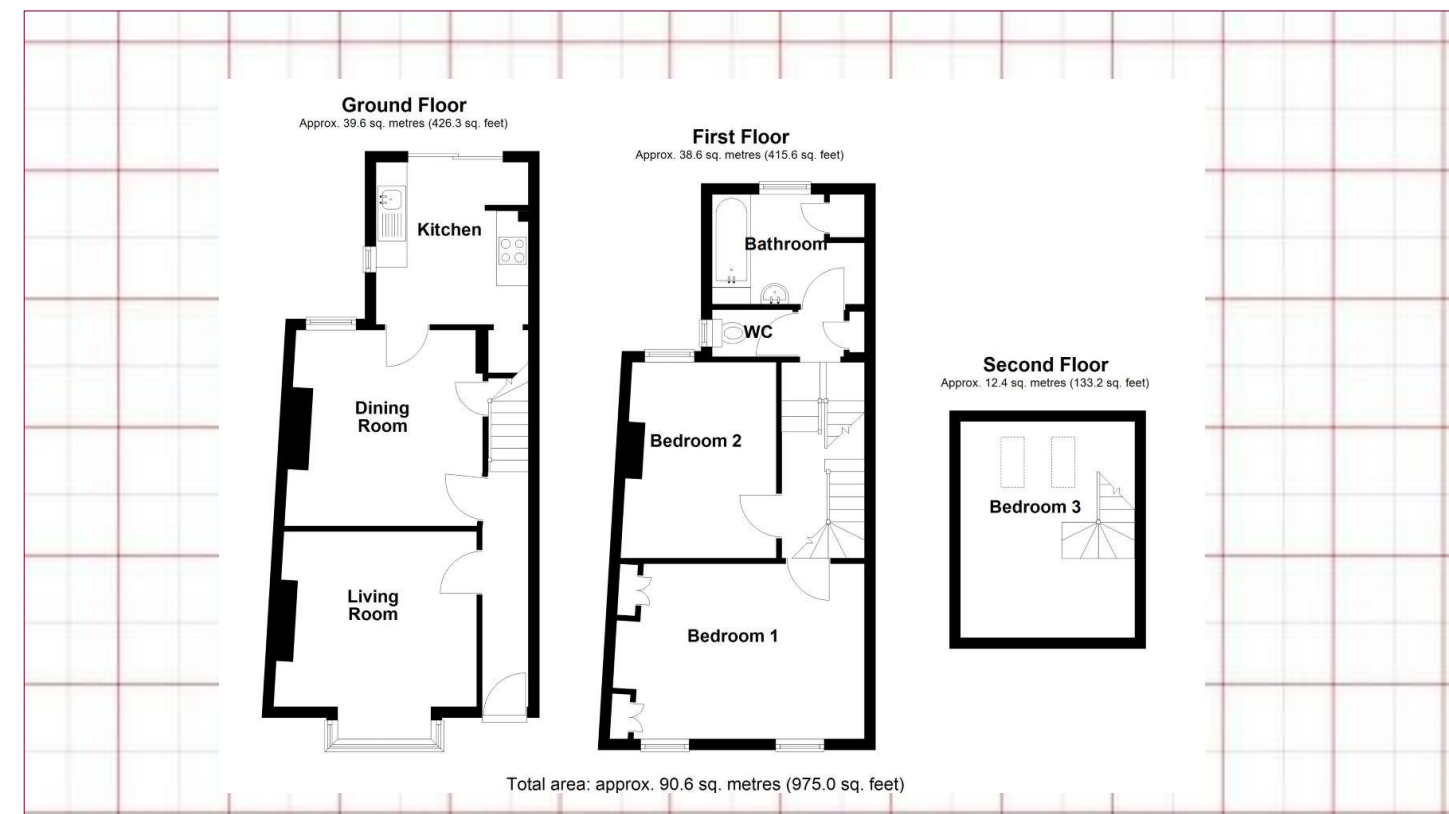 Ground Floor
Approx. 39.6 sq. metres (426.3 sq. feet)
Kitchen
Dining
Room
Living
Room
First Floor
Approx. 38.6 sq. metres (415.6 sq. feet)
Bathroom
WC
Bedroom 2
Bedroom 1
Second Floor
Approx. 12.4 sq. metres (133.2 sq. feet)
Bedroom 3
Total area: approx. 90.6 sq. metres (975.0 sq. feet)